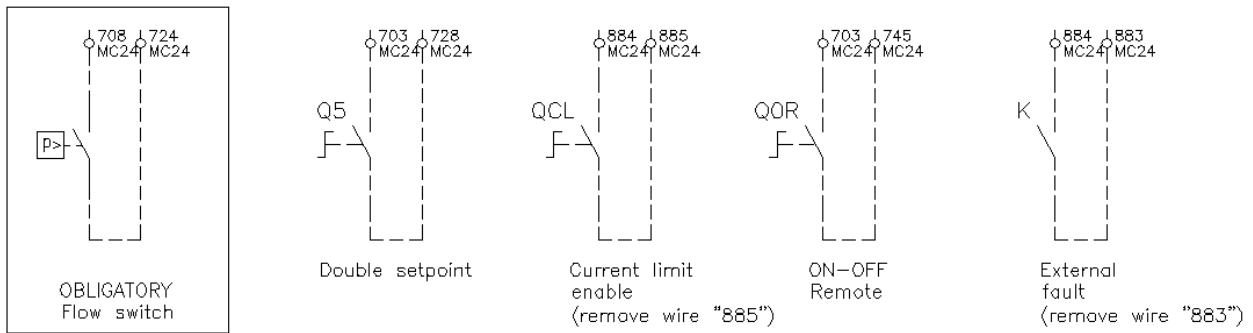 708 724
MC24 MC24
P>
OBLIGATORY
Flow switch
703 728
MC24 MC24
Q5
Double setpoint
884 885
MC24 MC24
QCL
Current limit
enable
(remove wire "885")
703 745
MC24 MC24
QOR
ON-OFF
Remote
884 883
MC24 MC24
K
External
fault
(remove wire "883")